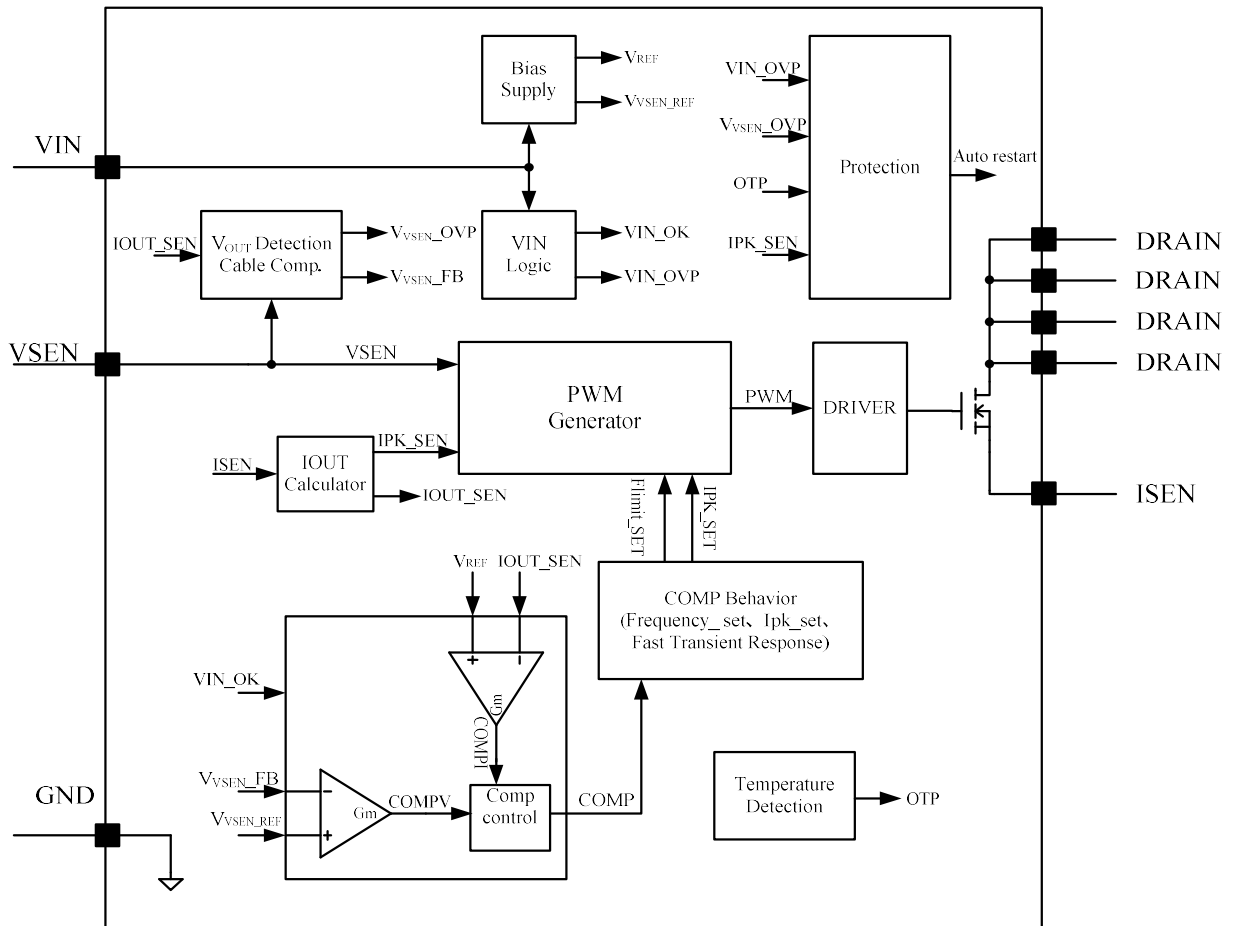 Bias
Supply
VREF
VVSEN_REF
VIN_OVP
VVSEN_OVP
OTP
IPK_SEN
Protection
Auto restart
VIN
IOUT_SEN
VOUT Detection
Cable Comp.
VVSEN_OVP
VVSEN_FB
VIN
Logic
VIN_OK
VIN_OVP
DRAIN
DRAIN
DRAIN
DRAIN
VSEN
VSEN
PWM
Generator
PWM
DRIVER
ISEN
IOUT
Calculator
IPK_SEN
IOUT_SEN
ISEN
Flimit_SET
IPK_SET
VREF
IOUT_SEN
COMP Behavior
(Frequency_set、Ipk_set、
Fast Transient Response)
+
−
Gm
COMPI
VIN_OK
VVSEN_FB
VVSEN_REF
−
+
Gm
COMPV
Comp
control
COMP
Temperature
Detection
OTP
GND